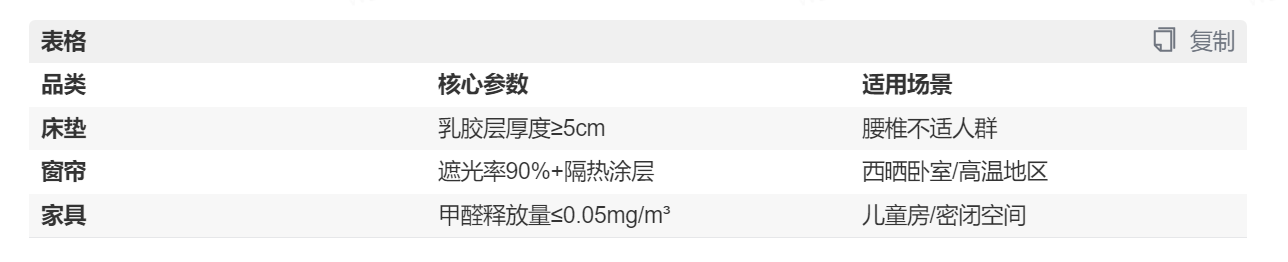 表格 复制
品类 核心参数 适用场景
床垫 乳胶层厚度≥5cm 腰椎不适人群
窗帘 遮光率90%+隔热涂层 西晒卧室/高温地区
家具 甲醛释放量≤0.05mg/m³ 儿童房/密闭空间